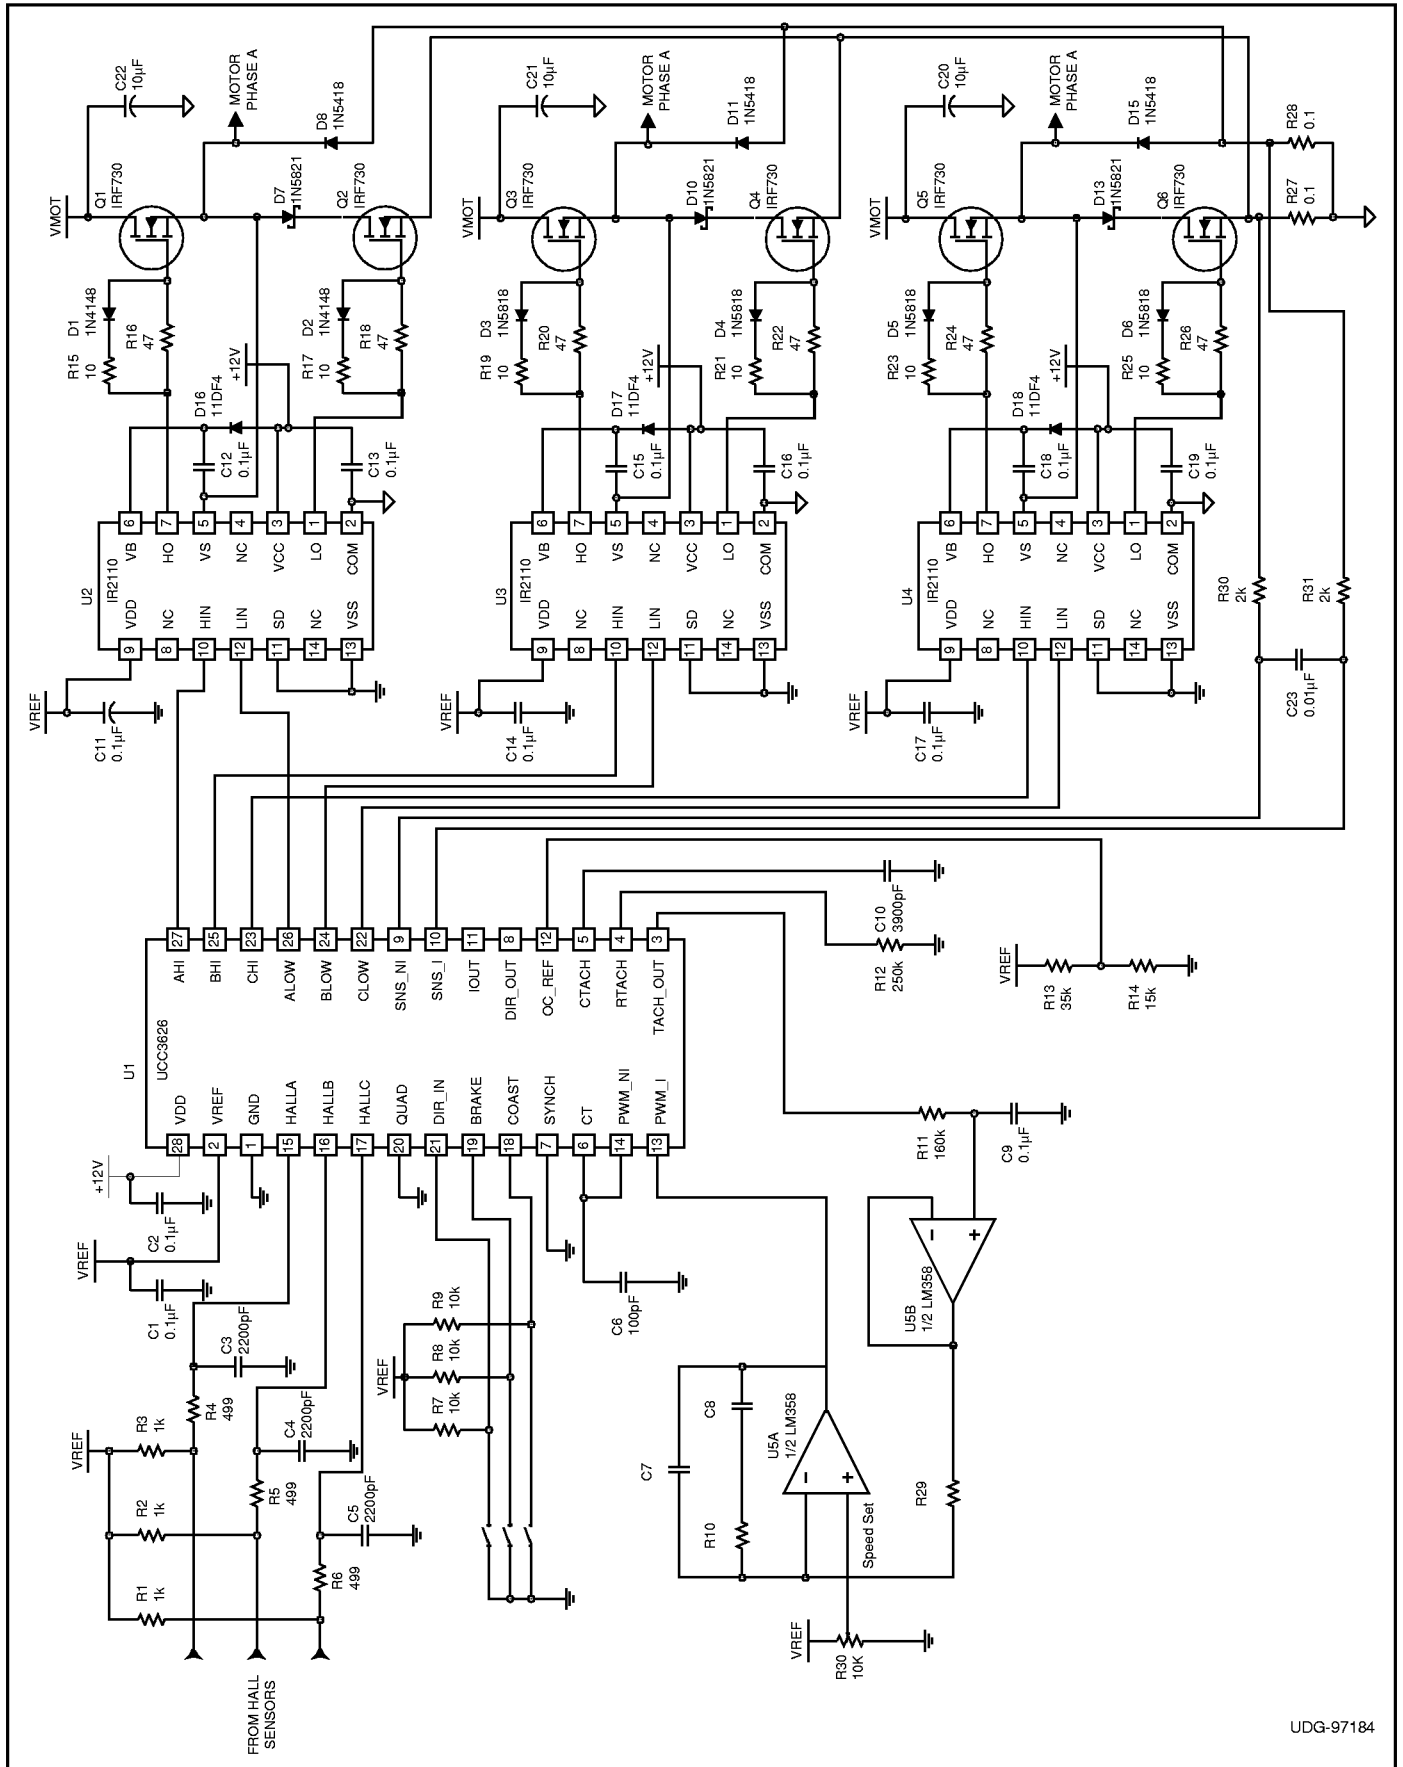 VMOT
C22
10µF
Q1
IRF730
MOTOR
PHASE A
D8
1N5418
D7
1N5821
Q2
IRF730
VMOT
C21
10µF
Q3
IRF730
MOTOR
PHASE A
D11
1N5418
D10
1N5821
Q4
IRF730
VMOT
C20
10µF
Q5
IRF730
MOTOR
PHASE A
D15
1N5418
D13
1N5821
Q6
IRF730
R28
0.1
R27
0.1
D1
1N4148
R15
10
R16
47
D2
1N4148
R17
10
R18
47
+12V
D16
11DF4
C12
0.1µF
C13
0.1µF
D3
1N5818
R19
10
R20
47
D4
1N5818
R21
10
R22
47
+12V
D17
11DF4
C15
0.1µF
C16
0.1µF
D5
1N5818
R23
10
R24
47
D6
1N5818
R25
10
R26
47
+12V
D18
11DF4
C18
0.1µF
C19
0.1µF
6 7 5 4 3 1 2
VB HO VS NC VCC LO COM
U2
IR2110
VDD NC HIN LIN SD NC VSS
9 8 10 12 11 14 13
6 7 5 4 3 1 2
VB HO VS NC VCC LO COM
U3
IR2110
VDD NC HIN LIN SD NC VSS
9 8 10 12 11 14 13
6 7 5 4 3 1 2
VB HO VS NC VCC LO COM
U4
IR2110
VDD NC HIN LIN SD NC VSS
9 8 10 12 11 14 13
R30
2k
R31
2k
C23
0.01µF
VREF
C11
0.1µF
VREF
C14
0.1µF
VREF
C17
0.1µF
27 25 23 26 24 22 9 10 11 8 12 5 4 3
AHI BHI CHI ALOW BLOW CLOW SNS_NI SNS_I IOUT DIR_OUT OC_REF CTACH RTACH TACH_OUT
U1
UCC3626
VDD VREF GND HALLA HALLB HALLC QUAD DIR_IN BRAKE COAST SYNCH CT PWM_NI PWM_I
28 2 1 15 16 17 20 21 19 18 7 6 14 13
C10
3900pF
R12
250k
VREF
R13
35k
R14
15k
R11
160k
C9
0.1µF
+12V
C2
0.1µF
VREF
C1
0.1µF
C3
2200pF
R4
499
VREF
R3
1k
R2
1k
R1
1k
C4
2200pF
R5
499
C5
2200pF
R6
499
VREF
R9
10k
R8
10k
R7
10k
C6
100pF
− +
U5B
1/2 LM358
C7
C8
R10
U5A
1/2 LM358
− +
Speed Set
R29
VREF
R30
10K
FROM HALL
SENSORS
UDG-97184